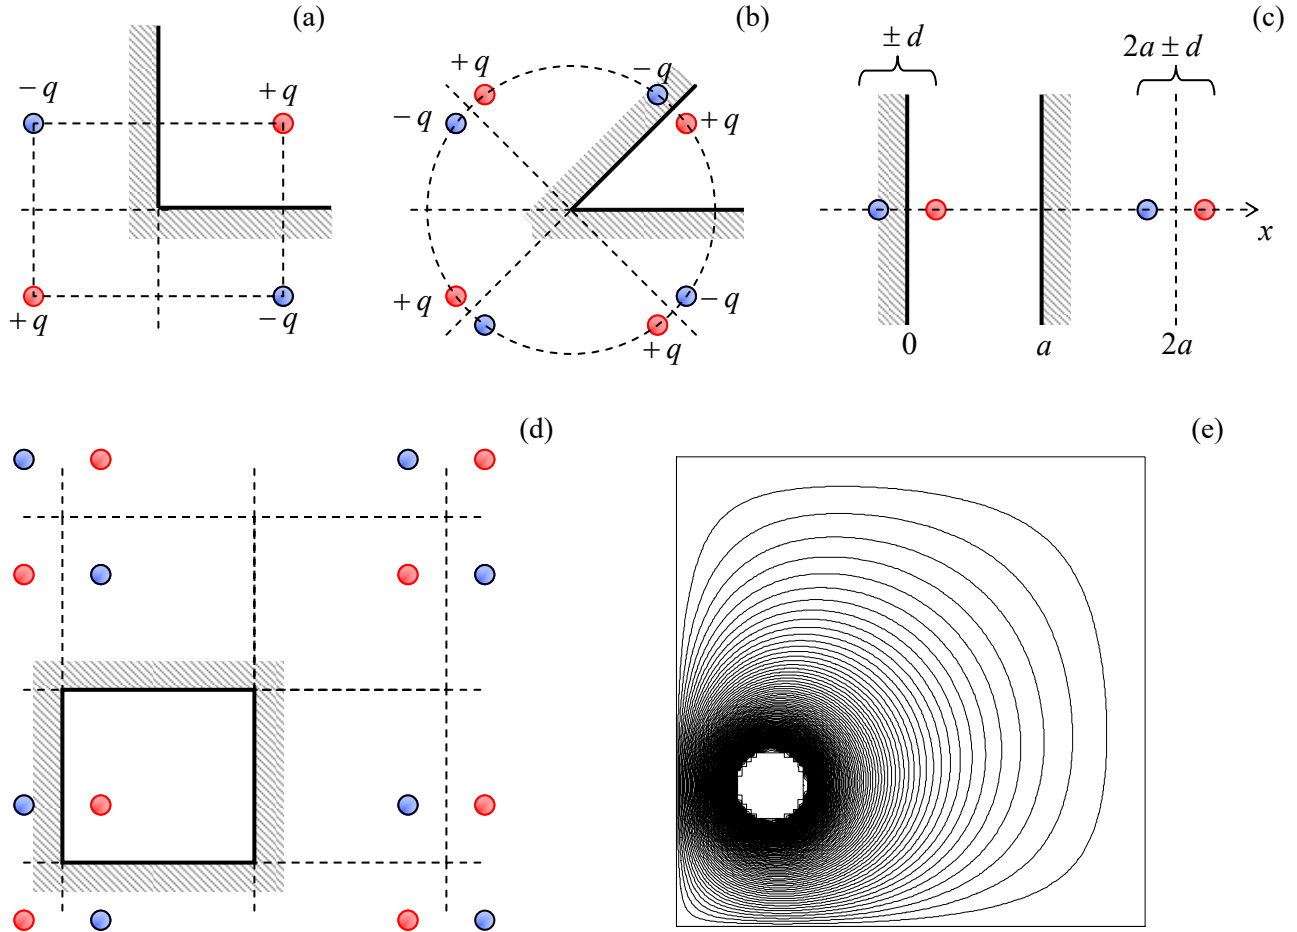 (a)
− q
+ q
+ q
− q
(b)
+ q
− q
− q
+ q
+ q
− q
+ q
(c)
± d
2a ± d
x
0
a
2a
(d)
(e)